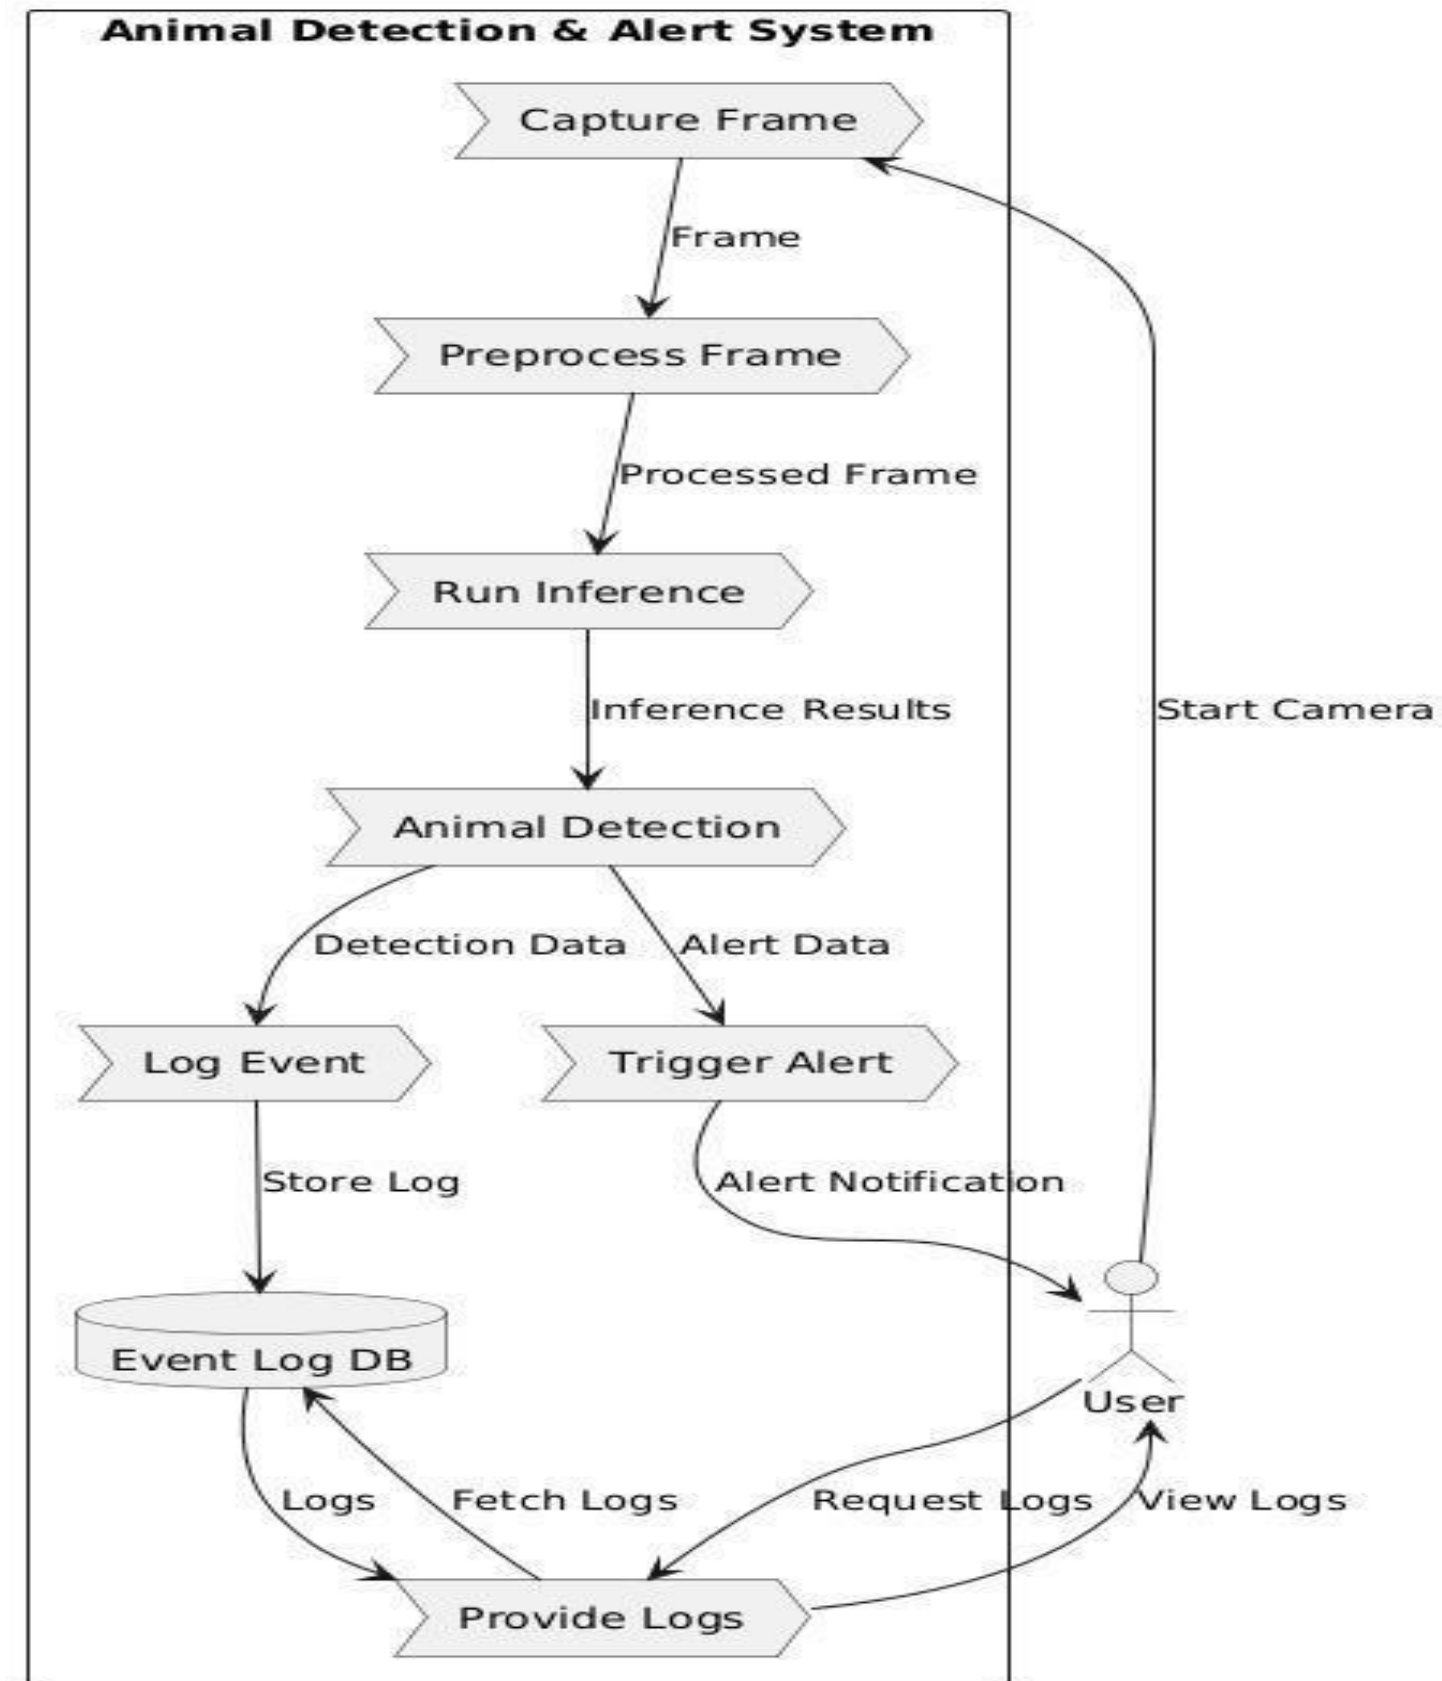 Animal Detection & Alert System
Capture Frame
Frame
Preprocess Frame
Processed Frame
Run Inference
Inference Results
Start Camera
Animal Detection
Detection Data
Alert Data
Log Event
Trigger Alert
Store Log
Alert Notification
Event Log DB
User
Logs
Fetch Logs
Request Logs
View Logs
Provide Logs